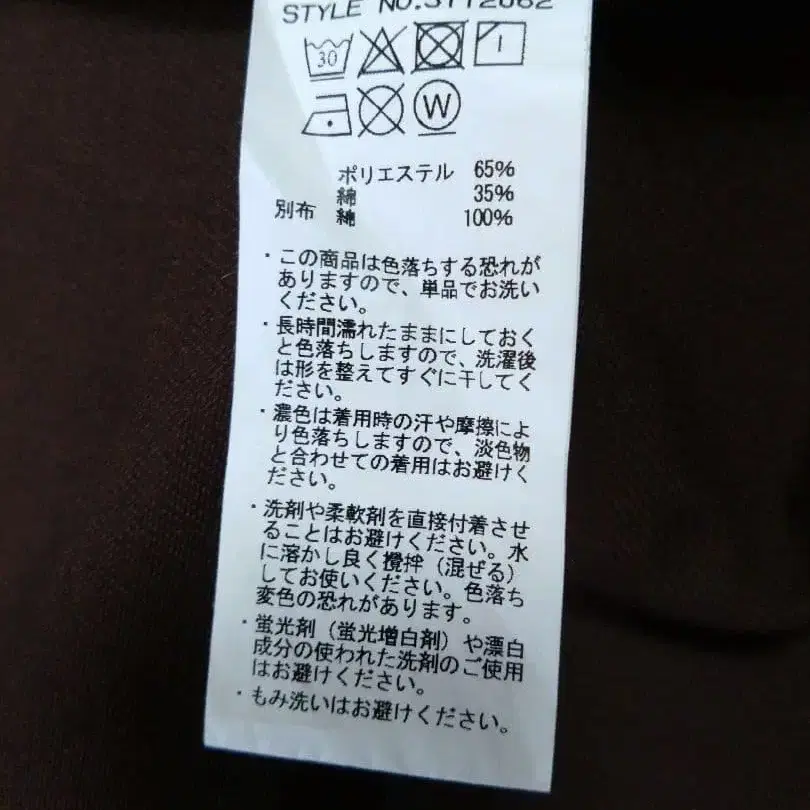 STYLE NO.3112062
30
W
ポリエステル 65%
綿 35%
別布 綿 100%
・この商品は色落ちする恐れが
ありますので、単品でお洗い
ください。
・長時間濡れたままにしておく
と色落ちしますので、洗濯後
は形を整えてすぐに干してく
ださい。
・濃色は着用時の汗や摩擦によ
り色落ちしますので、淡色物
と合わせての着用はお避けく
ださい。
・洗剤や柔軟剤を直接付着させ
ることはお避けください。水
に溶かし良く攪拌（混ぜる）
してお使いください。色落ち
変色の恐れがあります。
・蛍光剤（蛍光増白剤）や漂白
成分の使われた洗剤のご使用
はお避けください。
・もみ洗いはお避けください。